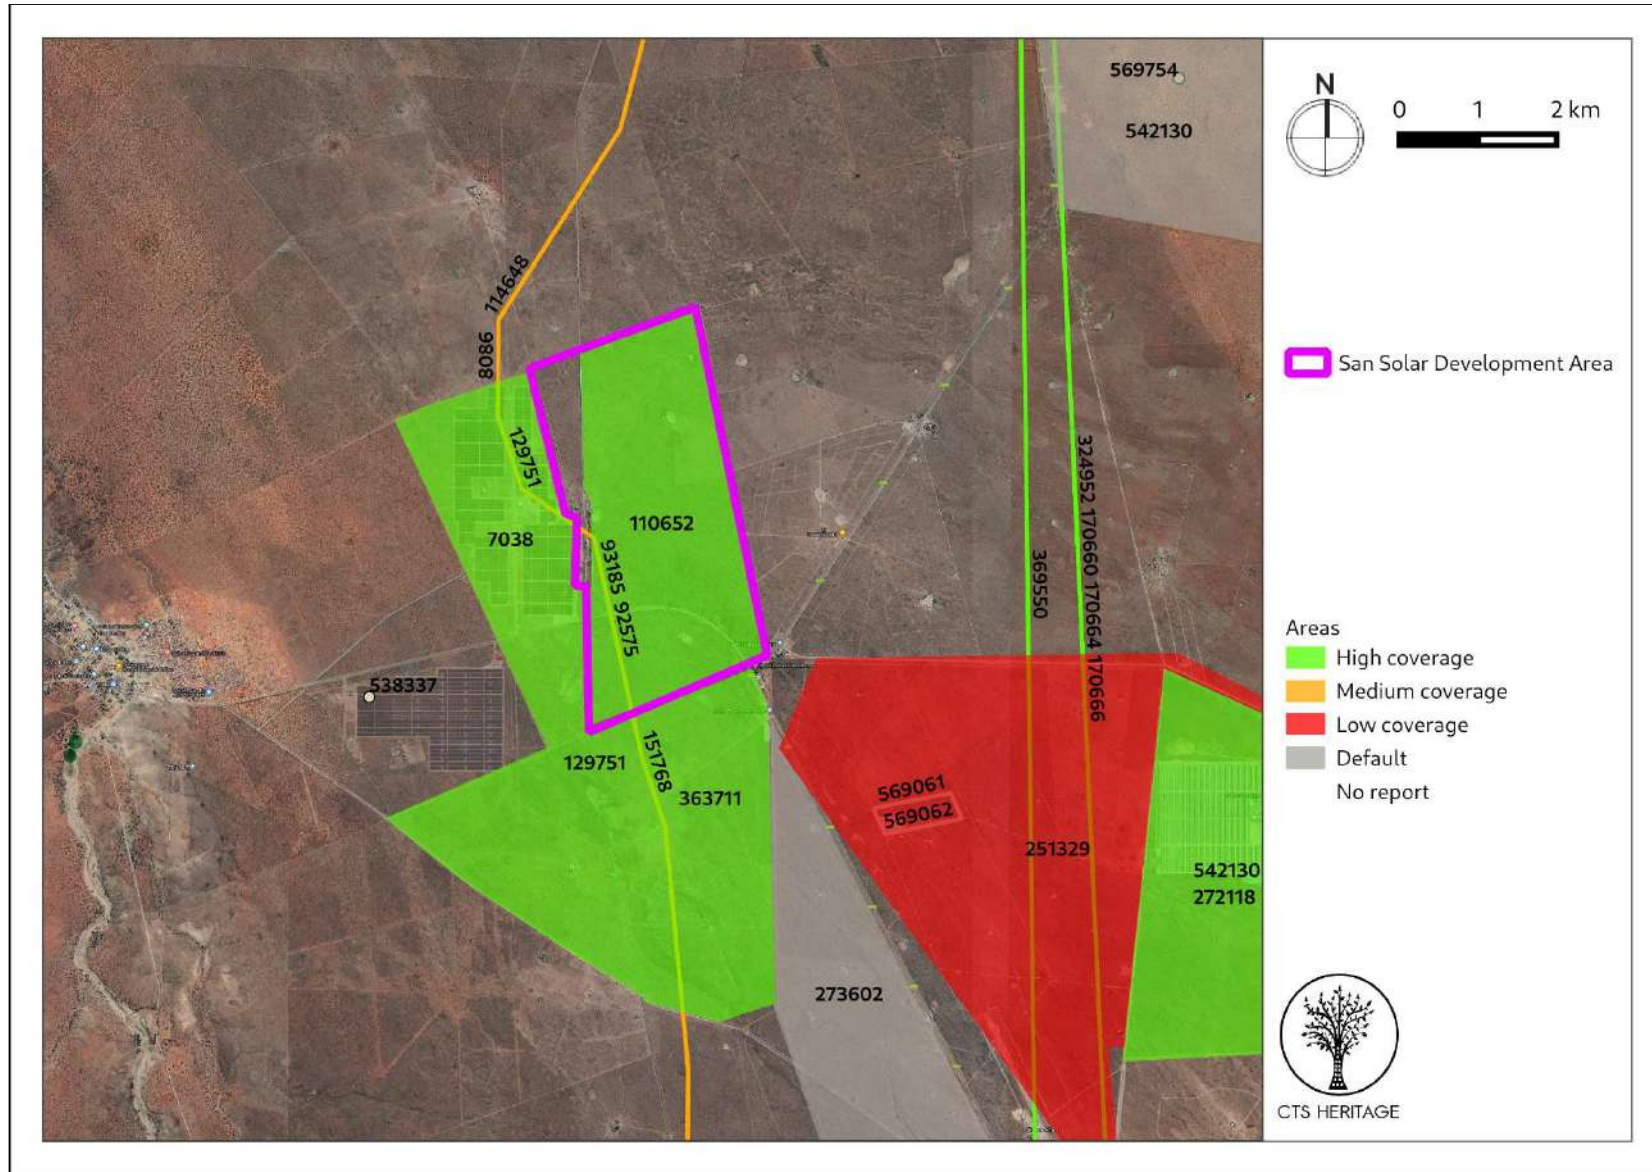 569754
542130
114648
8086
129751
7038
110652
93185 92575
324952 170660 170664 170666
369550
538337
129751
151768
363711
569061
569062
251329
542130
272118
273602
N
0 1 2 km
San Solar Development Area
Areas
High coverage
Medium coverage
Low coverage
Default
No report
CTS HERITAGE